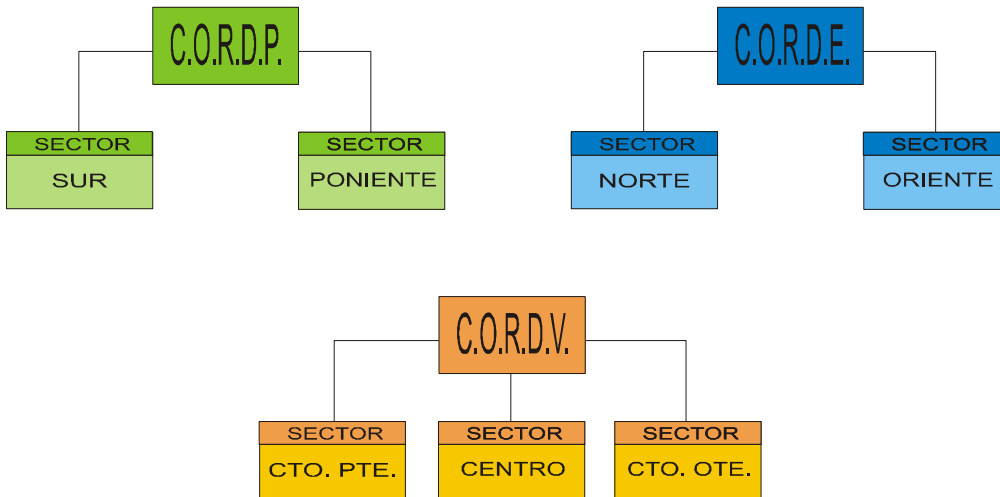 C.O.R.D.P.
SECTOR
SUR
SECTOR
PONIENTE
C.O.R.D.E.
SECTOR
NORTE
SECTOR
ORIENTE
C.O.R.D.V.
SECTOR
CTO. PTE.
SECTOR
CENTRO
SECTOR
CTO. OTE.